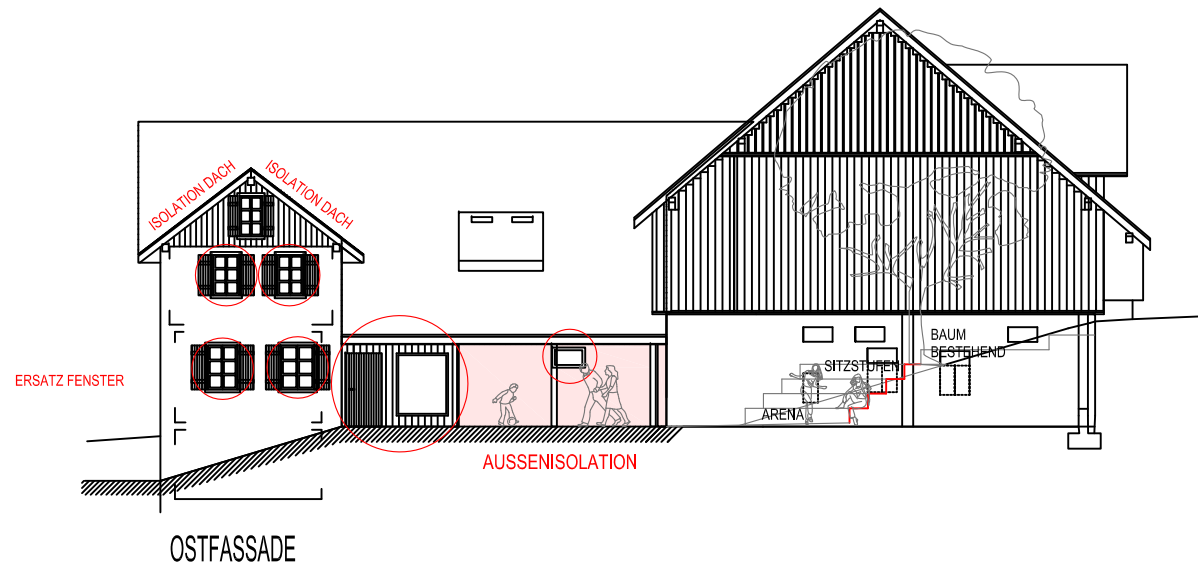 ISOLATION DACH
ISOLATION DACH
BAUM
BESTEHEND
SITZSTUFEN
ERSATZ FENSTER
ARENA
AUSSENISOLATION
OSTFASSADE